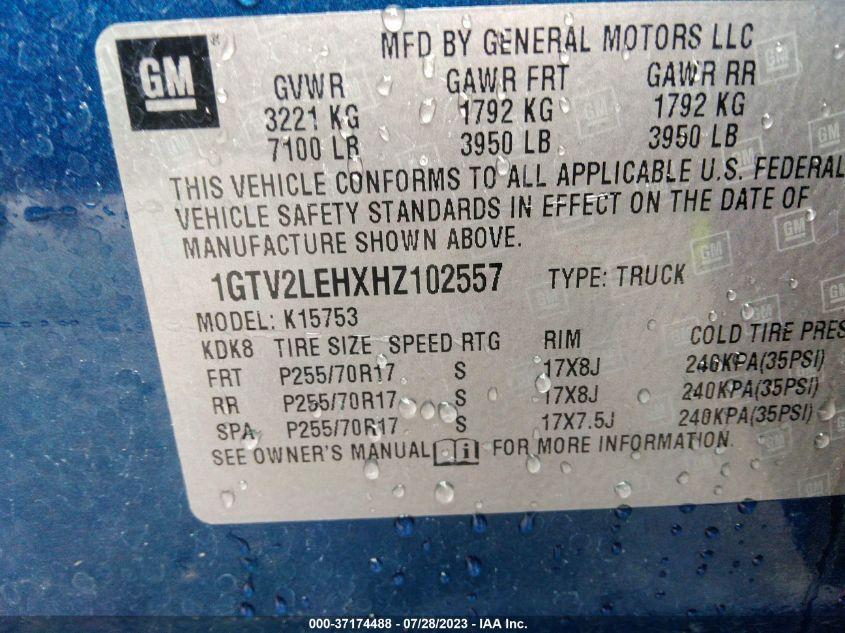 GM
MFD BY GENERAL MOTORS LLC
GVWR GAWR FRT GAWR RR
3221 KG 1792 KG 1792 KG
7100 LB 3950 LB 3950 LB
THIS VEHICLE CONFORMS TO ALL APPLICABLE U.S. FEDERAL
VEHICLE SAFETY STANDARDS IN EFFECT ON THE DATE OF
MANUFACTURE SHOWN ABOVE.
1GTV2LEHXHZ102557 TYPE: TRUCK
MODEL: K15753
KDK8 TIRE SIZE SPEED RTG RIM COLD TIRE PRES
FRT P255/70R17 S 17X8J 240KPA(35PSI)
RR P255/70R17 S 17X8J 240KPA(35PSI)
SPA P255/70R17 S 17X7.5J 240KPA(35PSI)
SEE OWNER'S MANUAL i FOR MORE INFORMATION.
000-37174488 - 07/28/2023 - IAA Inc.